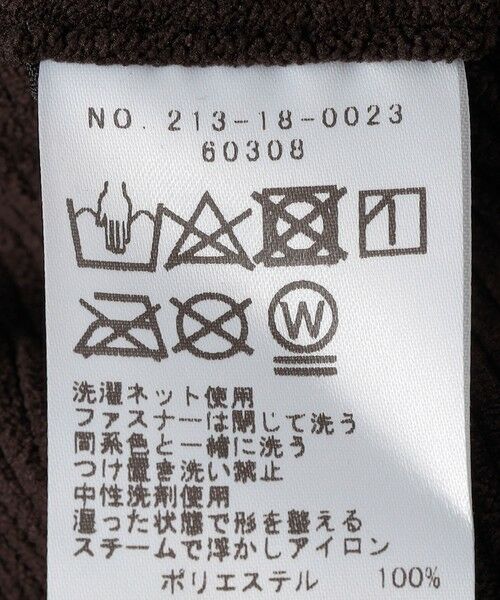 NO. 213-18-0023
60308
W
洗濯ネット使用
ファスナーは閉じて洗う
同系色と一緒に洗う
つけ置き洗い禁止
中性洗剤使用
湿った状態で形を整える
スチームで浮かしアイロン
ポリエステル 100%